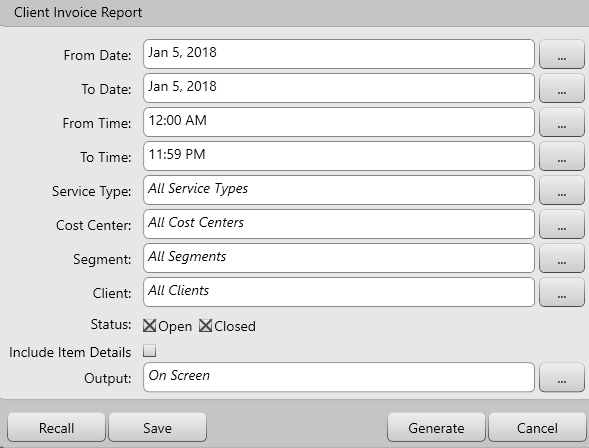 Client Invoice Report
From Date: Jan 5, 2018 ...
To Date: Jan 5, 2018 ...
From Time: 12:00 AM ...
To Time: 11:59 PM ...
Service Type: All Service Types ...
Cost Center: All Cost Centers ...
Segment: All Segments ...
Client: All Clients ...
Status: Open Closed
Include Item Details
Output: On Screen ...
Recall Save Generate Cancel